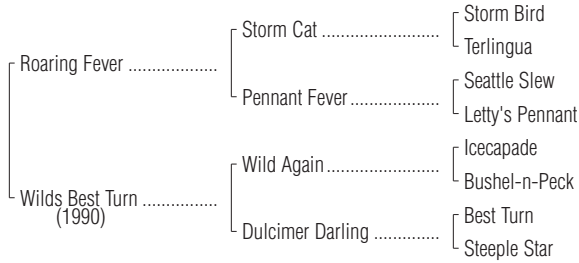 Storm Bird
Storm Cat ........................
Terlingua
Roaring Fever ..................
Seattle Slew
Pennant Fever ..................
Letty's Pennant
Icecapade
Wild Again .......................
Bushel-n-Peck
Wilds Best Turn ...............
(1990)
Best Turn
Dulcimer Darling .............
Steeple Star